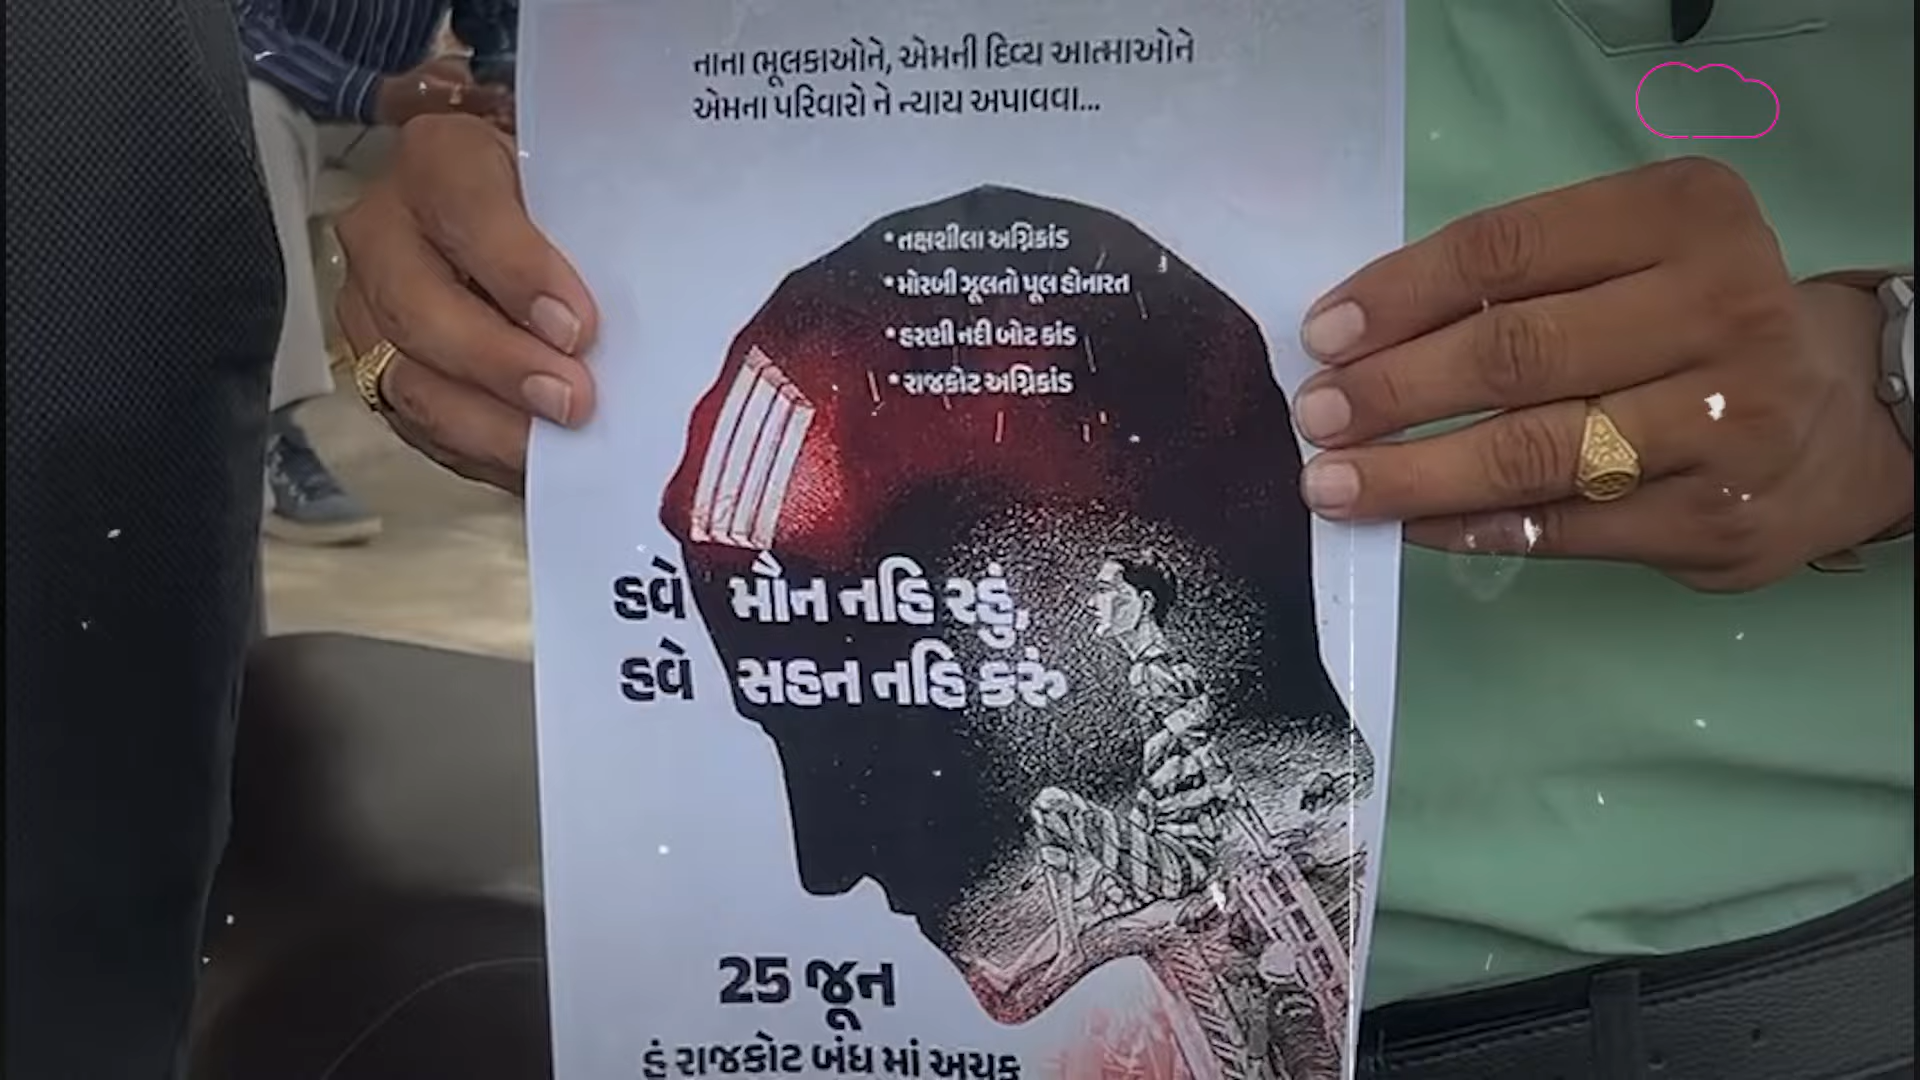 નાના ભૂલકાઓને, એમની દિવ્ય આત્માઓને
એમના પરિવારો ને ન્યાય અપાવવા...
* તક્ષશીલા અગ્નિકાંડ
* મોરબી ઝૂલતો પૂલ હોનારત
* હરણી નદી બોટ કાંડ
* રાજકોટ અગ્નિકાંડ
હવે મૌન નહિ રહું,
હવે સહન નહિ કરું
25 જૂન
હું રાજકોટ બંધ માં અચૂક